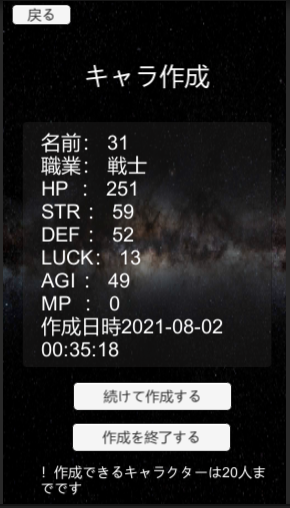 戻る
キャラ作成
名前： 31
職業： 戦士
HP ： 251
STR ： 59
DEF ： 52
LUCK： 13
AGI ： 49
MP ： 0
作成日時2021-08-02
00:35:18
続けて作成する
作成を終了する
！作成できるキャラクターは20人ま
でです